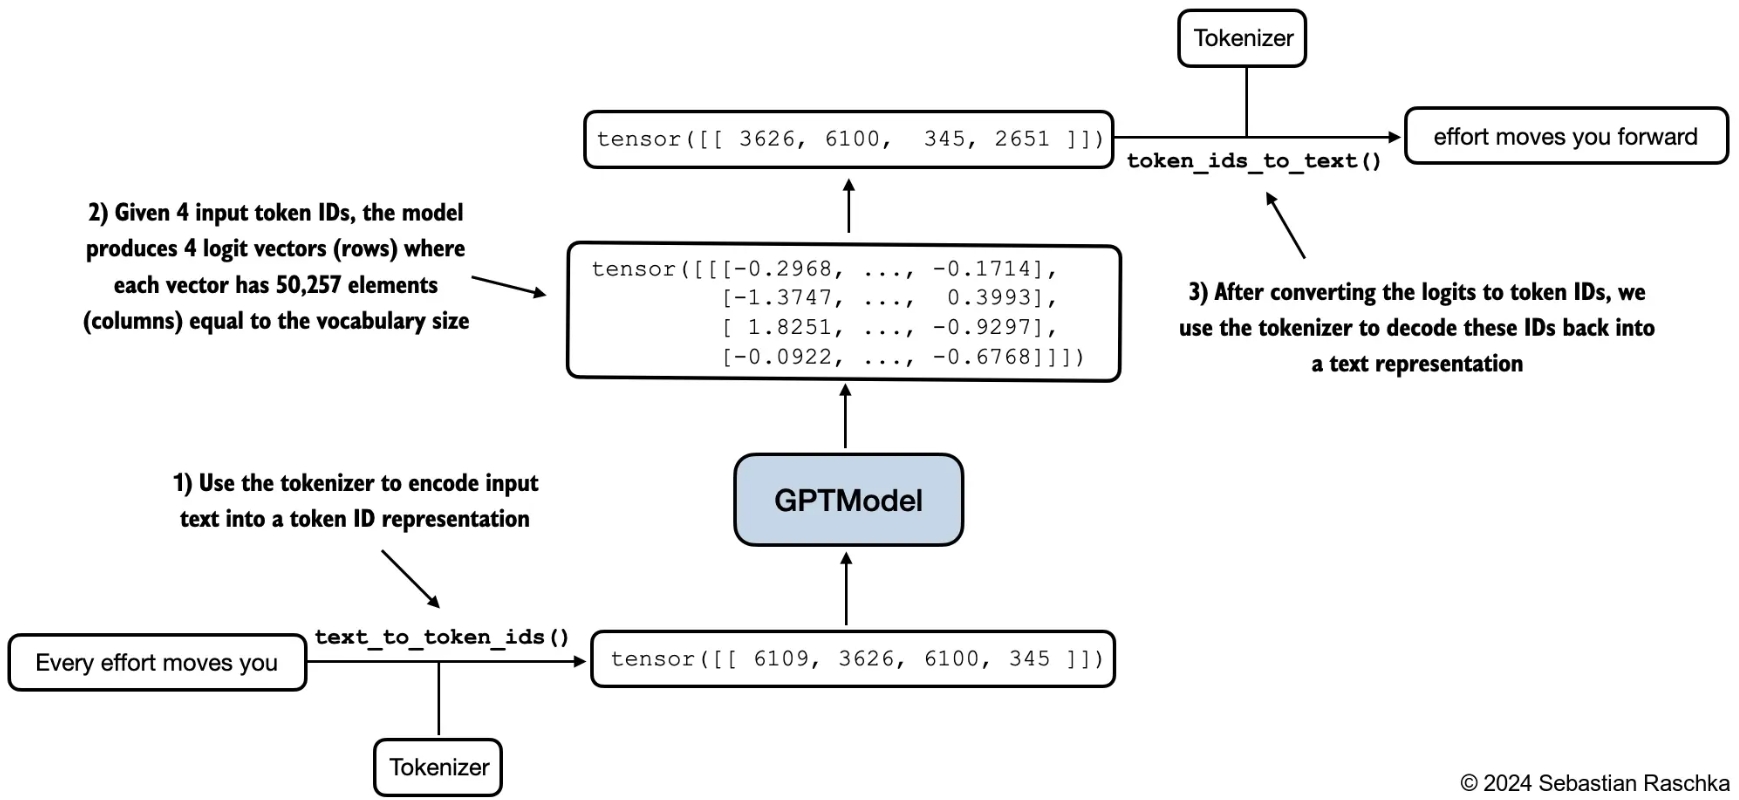 Tokenizer
tensor([[ 3626, 6100,  345, 2651 ]])
token_ids_to_text()
effort moves you forward
2) Given 4 input token IDs, the model
produces 4 logit vectors (rows) where
each vector has 50,257 elements
(columns) equal to the vocabulary size
tensor([[[-0.2968, ..., -0.1714],
[-1.3747, ...,  0.3993],
[ 1.8251, ..., -0.9297],
[-0.0922, ..., -0.6768]]])
3) After converting the logits to token IDs, we
use the tokenizer to decode these IDs back into
a text representation
GPTModel
1) Use the tokenizer to encode input
text into a token ID representation
Every effort moves you
text_to_token_ids()
tensor([[ 6109, 3626, 6100, 345 ]])
Tokenizer
© 2024 Sebastian Raschka